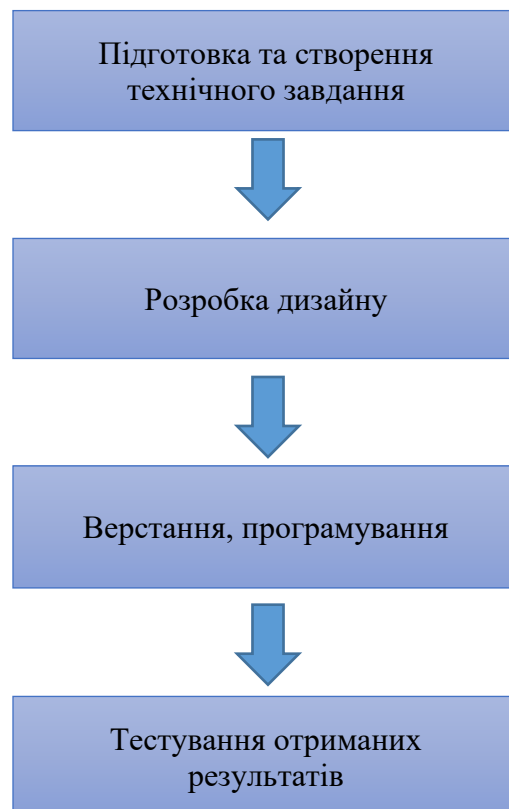 Підготовка та створення
технічного завдання
Розробка дизайну
Верстання, програмування
Тестування отриманих
результатів